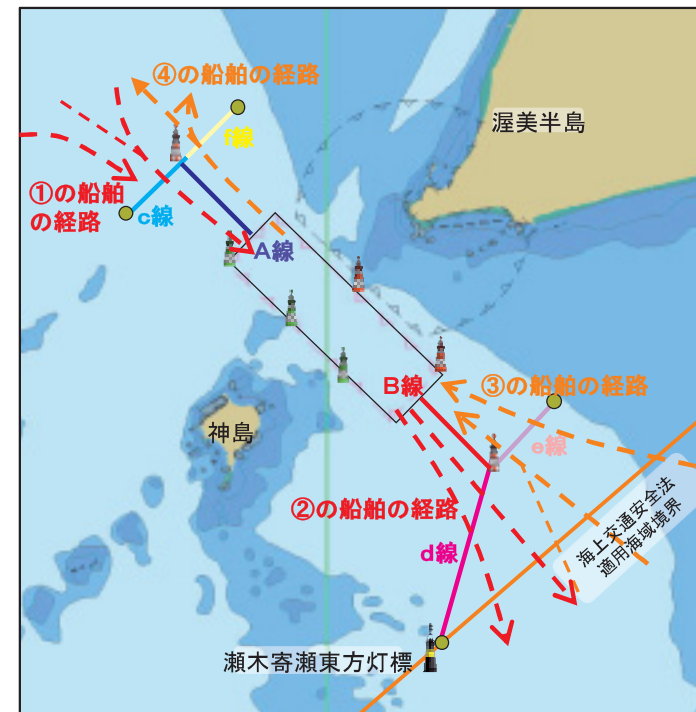 ④の船舶の経路
f線
渥美半島
①の船舶
の経路
c線
A線
B線
③の船舶の経路
神島
e線
②の船舶の経路
d線
海上交通安全法
適用海域境界
瀬木寄瀬東方灯標